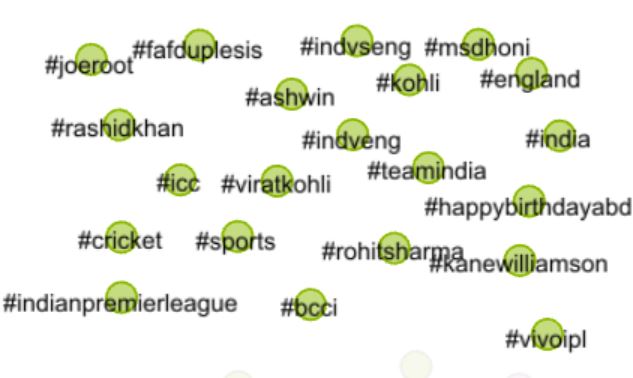 #joeroot
#fafduplesis
#indvseng
#msdhoni
#ashwin
#kohli
#england
#rashidkhan
#indveng
#india
#icc
#viratkohli
#teamindia
#happybirthdayabd
#cricket
#sports
#rohitsharma
#kanewilliamson
#indianpremierleague
#bcci
#vivoipl